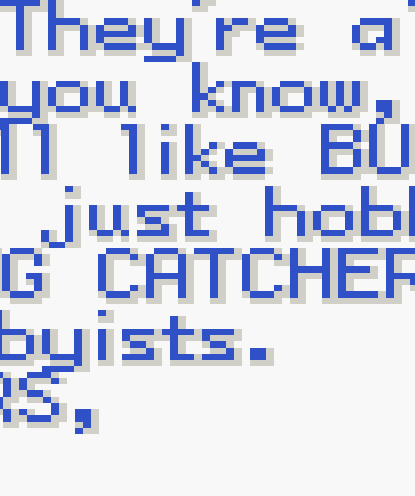 They're a
you know,
ll like BU
just hobb
G CATCHER
byists.
S,